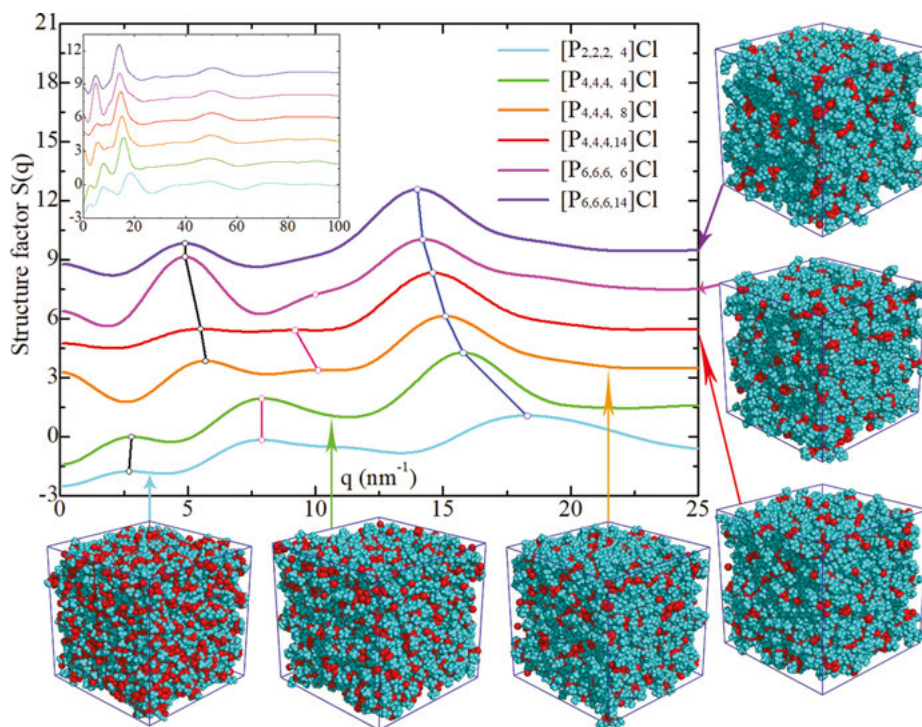 21
18
15
12
9
6
3
0
-3
Structure factor S(q)
12
9
6
3
0
-3
0 20 40 60 80 100
[P2,2,2, 4]Cl
[P4,4,4, 4]Cl
[P4,4,4, 8]Cl
[P4,4,4,14]Cl
[P6,6,6, 6]Cl
[P6,6,6,14]Cl
q (nm-1)
0 5 10 15 20 25